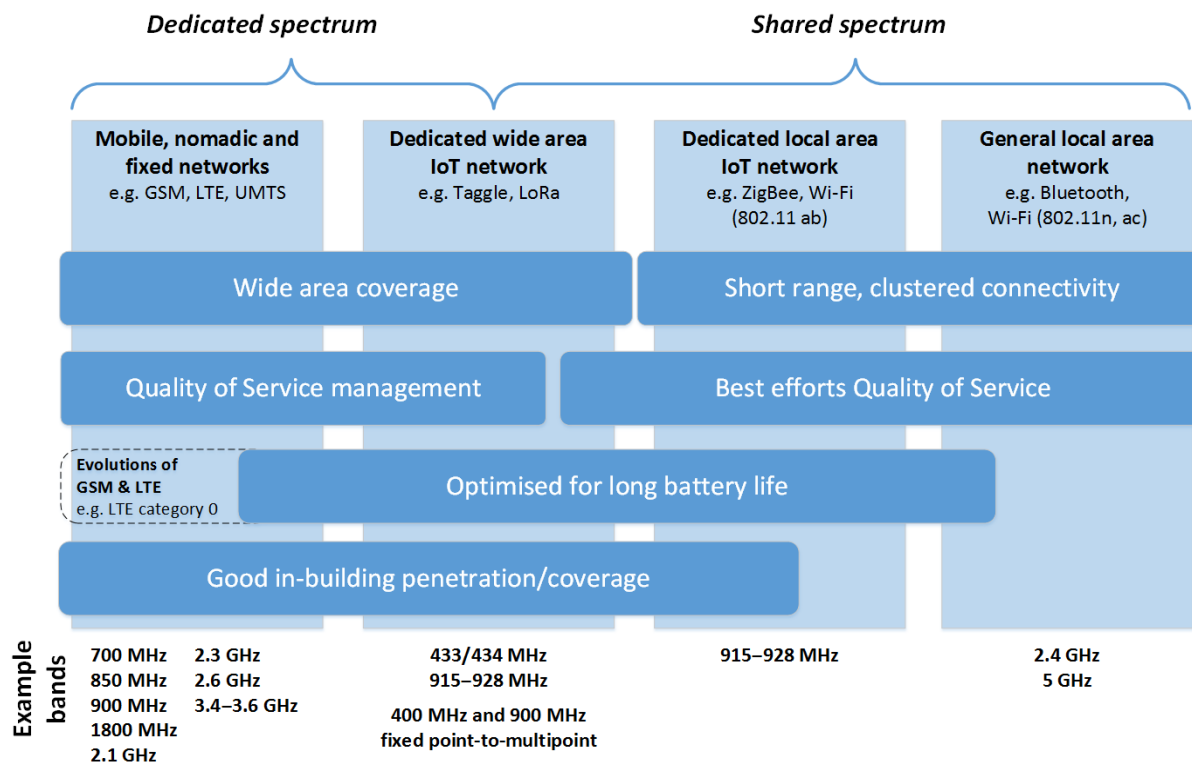 Dedicated spectrum
Shared spectrum
Mobile, nomadic and
fixed networks
e.g. GSM, LTE, UMTS
Dedicated wide area
IoT network
e.g. Taggle, LoRa
Dedicated local area
IoT network
e.g. ZigBee, Wi-Fi
(802.11 ab)
General local area
network
e.g. Bluetooth,
Wi-Fi (802.11n, ac)
Wide area coverage
Short range, clustered connectivity
Quality of Service management
Best efforts Quality of Service
Evolutions of
GSM & LTE
e.g. LTE category 0
Optimised for long battery life
Good in-building penetration/coverage
Example
bands
700 MHz
850 MHz
900 MHz
1800 MHz
2.1 GHz
2.3 GHz
2.6 GHz
3.4–3.6 GHz
433/434 MHz
915–928 MHz
400 MHz and 900 MHz
fixed point-to-multipoint
915–928 MHz
2.4 GHz
5 GHz